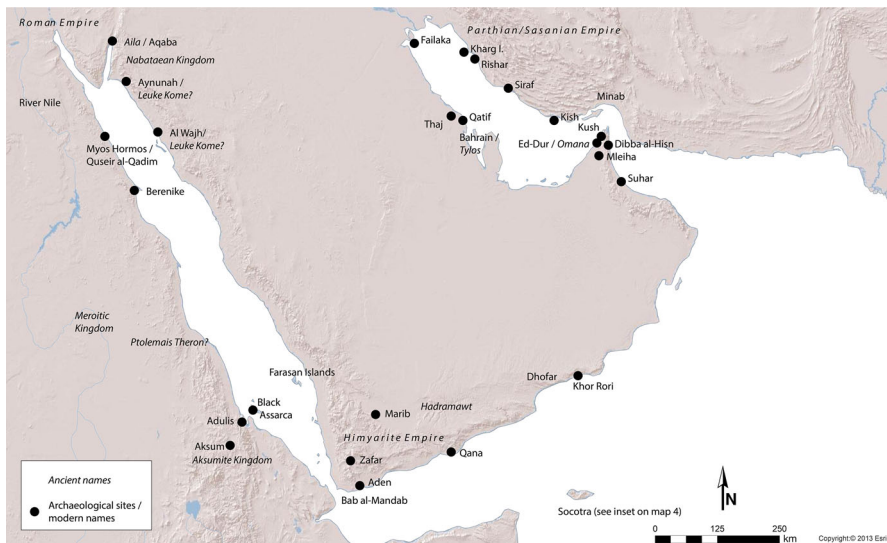 Roman Empire
Aila / Aqaba
Nabataean Kingdom
Aynunah /
Leuke Kome?
River Nile
Al Wajh/
Leuke Kome?
Myos Hormos /
Quseir al-Qadim
Berenike
Meroitic
Kingdom
Ptolemais Theron?
Farasan Islands
Black
Assarca
Adulis
Aksum
Aksumite Kingdom
Parthian/Sasanian Empire
Failaka
Kharg I.
Rishar
Siraf
Minab
Thaj
Qatif
Bahrain /
Tylos
Kish
Kush
Ed-Dur / Omana
Dibba al-Hisn
Mleiha
Suhar
Dhofar
Khor Rori
Marib
Hadramawt
Himyarite Empire
Zafar
Qana
Aden
Bab al-Mandab
Socotra (see inset on map 4)
Ancient names
Archaeological sites /
modern names
N
0 125 250
km
Copyright:© 2013 Esri